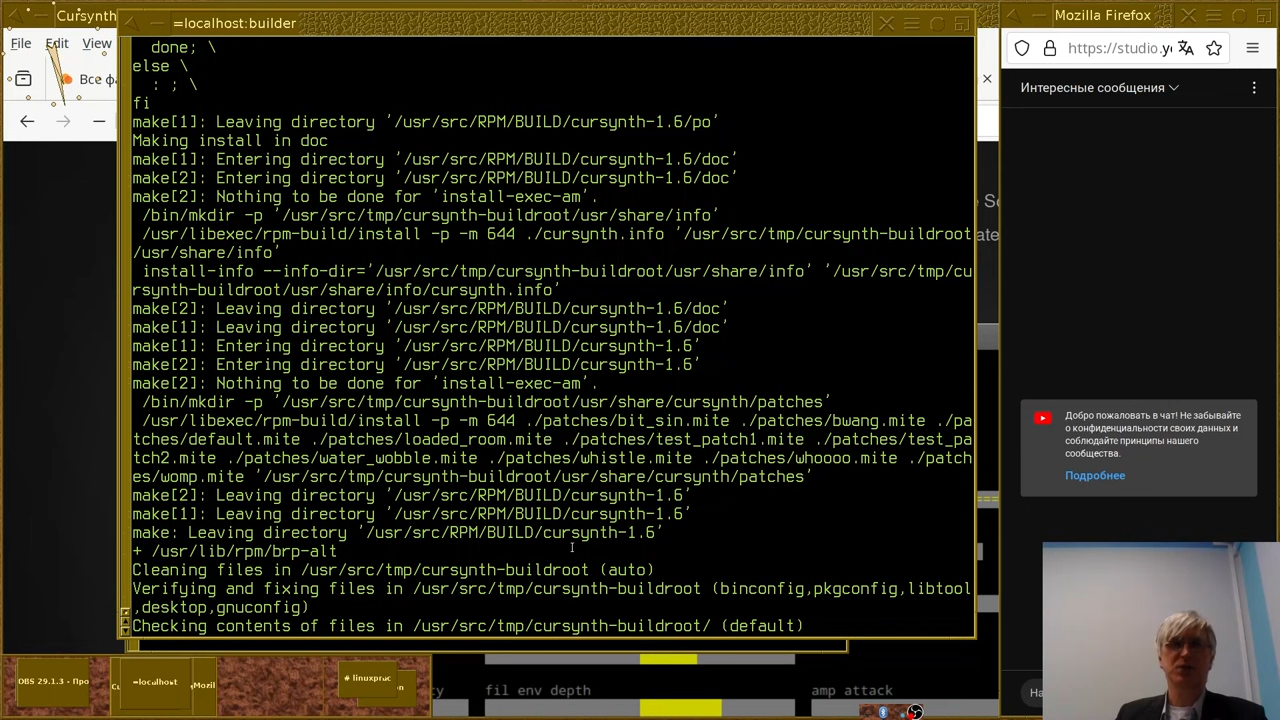 Cursynth
=localhost:builder
Mozilla Firefox
File Edit View
https://studio.y
Все ф
Интересные сообщения
  done; \
else \
  : ; \
fi
make[1]: Leaving directory '/usr/src/RPM/BUILD/cursynth-1.6/po'
Making install in doc
make[1]: Entering directory '/usr/src/RPM/BUILD/cursynth-1.6/doc'
make[2]: Entering directory '/usr/src/RPM/BUILD/cursynth-1.6/doc'
make[2]: Nothing to be done for 'install-exec-am'.
 /bin/mkdir -p '/usr/src/tmp/cursynth-buildroot/usr/share/info'
 /usr/libexec/rpm-build/install -p -m 644 ./cursynth.info '/usr/src/tmp/cursynth-buildroot
/usr/share/info'
 install-info --info-dir='/usr/src/tmp/cursynth-buildroot/usr/share/info' '/usr/src/tmp/cu
rsynth-buildroot/usr/share/info/cursynth.info'
make[2]: Leaving directory '/usr/src/RPM/BUILD/cursynth-1.6/doc'
make[1]: Leaving directory '/usr/src/RPM/BUILD/cursynth-1.6/doc'
make[1]: Entering directory '/usr/src/RPM/BUILD/cursynth-1.6'
make[2]: Entering directory '/usr/src/RPM/BUILD/cursynth-1.6'
make[2]: Nothing to be done for 'install-exec-am'.
 /bin/mkdir -p '/usr/src/tmp/cursynth-buildroot/usr/share/cursynth/patches'
 /usr/libexec/rpm-build/install -p -m 644 ./patches/bit_sin.mite ./patches/bwang.mite ./pa
tches/default.mite ./patches/loaded_room.mite ./patches/test_patch1.mite ./patches/test_pa
tch2.mite ./patches/water_wobble.mite ./patches/whistle.mite ./patches/whoooo.mite ./patch
es/womp.mite '/usr/src/tmp/cursynth-buildroot/usr/share/cursynth/patches'
make[2]: Leaving directory '/usr/src/RPM/BUILD/cursynth-1.6'
make[1]: Leaving directory '/usr/src/RPM/BUILD/cursynth-1.6'
make: Leaving directory '/usr/src/RPM/BUILD/cursynth-1.6'
+ /usr/lib/rpm/brp-alt
Cleaning files in /usr/src/tmp/cursynth-buildroot (auto)
Verifying and fixing files in /usr/src/tmp/cursynth-buildroot (binconfig,pkgconfig,libtool
,desktop,gnuconfig)
Checking contents of files in /usr/src/tmp/cursynth-buildroot/ (default)
Добро пожаловать в чат! Не забывайте
о конфиденциальности своих данных и
соблюдайте принципы нашего
сообщества.
Подробнее
На
OBS 29.1.3 - Про
=localhost
# linuxprac
fil env depth
amp attack